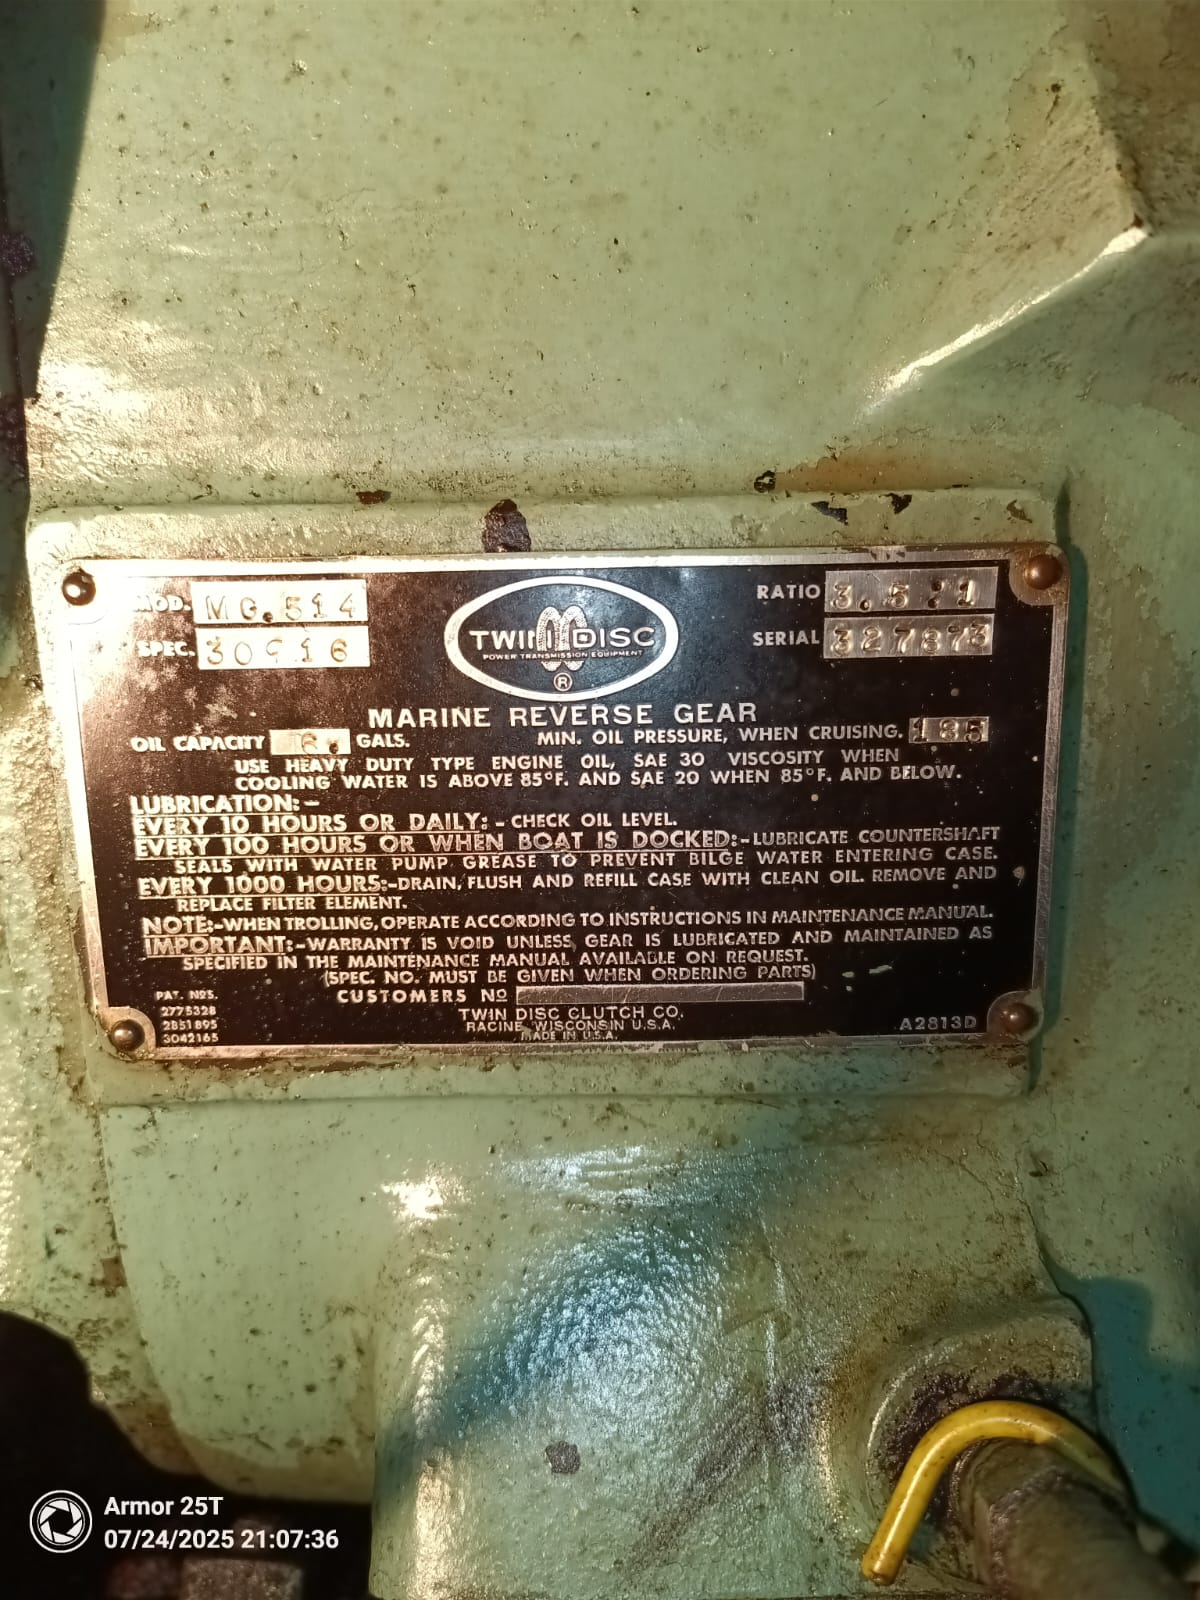 MOD. MG.514
SPEC. 30916
TWIN DISC
POWER TRANSMISSION EQUIPMENT
®
RATIO 3.5:1
SERIAL 327873
MARINE REVERSE GEAR
OIL CAPACITY 6. GALS. MIN. OIL PRESSURE, WHEN CRUISING.
USE HEAVY DUTY TYPE ENGINE OIL, SAE 30 VISCOSITY WHEN
COOLING WATER IS ABOVE 85°F. AND SAE 20 WHEN 85°F. AND BELOW.
LUBRICATION:-
EVERY 10 HOURS OR DAILY:- CHECK OIL LEVEL.
EVERY 100 HOURS OR WHEN BOAT IS DOCKED:-LUBRICATE COUNTERSHAFT
SEALS WITH WATER PUMP GREASE TO PREVENT BILGE WATER ENTERING CASE.
EVERY 1000 HOURS:-DRAIN, FLUSH AND REFILL CASE WITH CLEAN OIL. REMOVE AND
REPLACE FILTER ELEMENT.
NOTE:-WHEN TROLLING, OPERATE ACCORDING TO INSTRUCTIONS IN MAINTENANCE MANUAL.
IMPORTANT:-WARRANTY IS VOID UNLESS GEAR IS LUBRICATED AND MAINTAINED AS
SPECIFIED IN THE MAINTENANCE MANUAL AVAILABLE ON REQUEST.
(SPEC. NO. MUST BE GIVEN WHEN ORDERING PARTS)
CUSTOMERS Nº
PAT. NOS.
2775328
2851895
3042165
TWIN DISC CLUTCH CO.
RACINE, WISCONSIN U.S.A.
MADE IN U.S.A.
A2813D
Armor 25T
07/24/2025 21:07:36